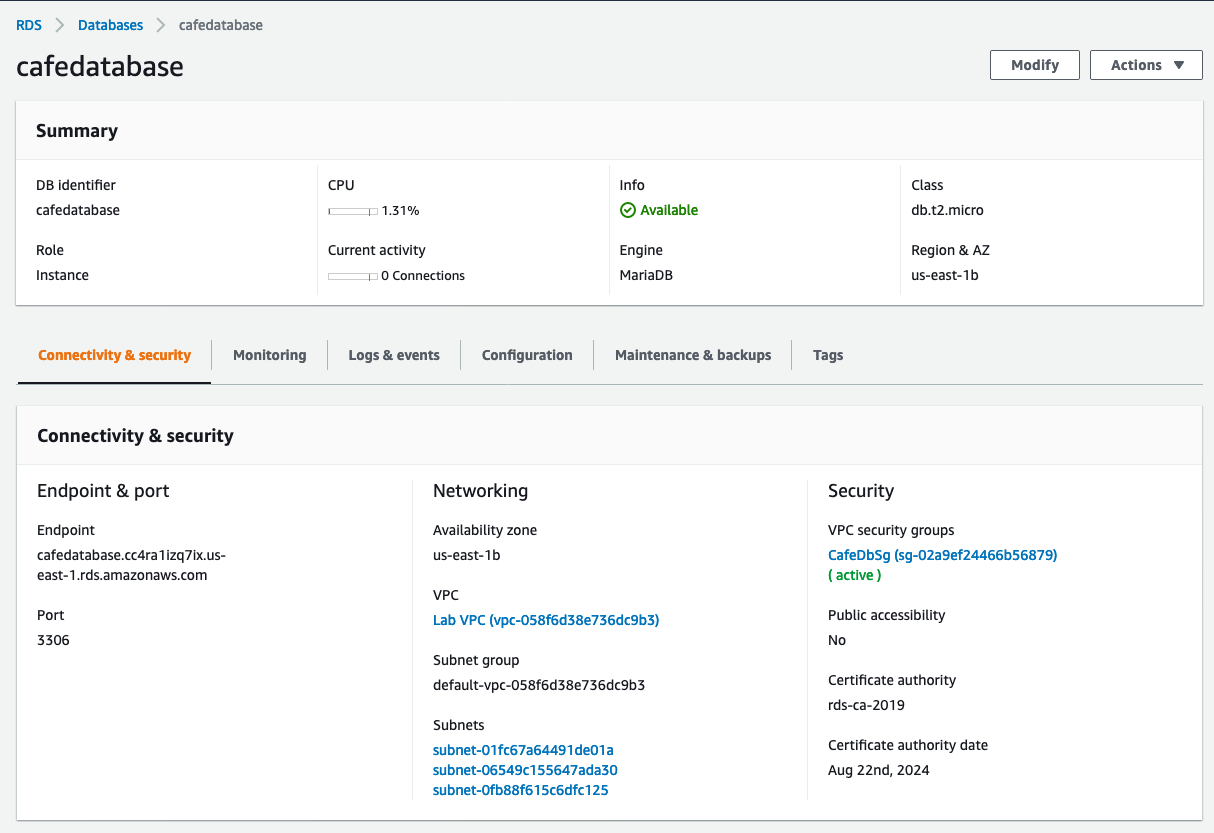 RDS Databases cafedatabase
cafedatabase
Modify
Actions
Summary
DB identifier
cafedatabase
CPU
1.31%
Info
Available
Class
db.t2.micro
Role
Instance
Current activity
0 Connections
Engine
MariaDB
Region & AZ
us-east-1b
Connectivity & security
Monitoring
Logs & events
Configuration
Maintenance & backups
Tags
Connectivity & security
Endpoint & port
Endpoint
cafedatabase.cc4ra1izq7ix.us-
east-1.rds.amazonaws.com
Port
3306
Networking
Availability zone
us-east-1b
VPC
Lab VPC (vpc-058f6d38e736dc9b3)
Subnet group
default-vpc-058f6d38e736dc9b3
Subnets
subnet-01fc67a64491de01a
subnet-06549c155647ada30
subnet-0fb88f615c6dfc125
Security
VPC security groups
CafeDbSg (sg-02a9ef24466b56879)
( active )
Public accessibility
No
Certificate authority
rds-ca-2019
Certificate authority date
Aug 22nd, 2024